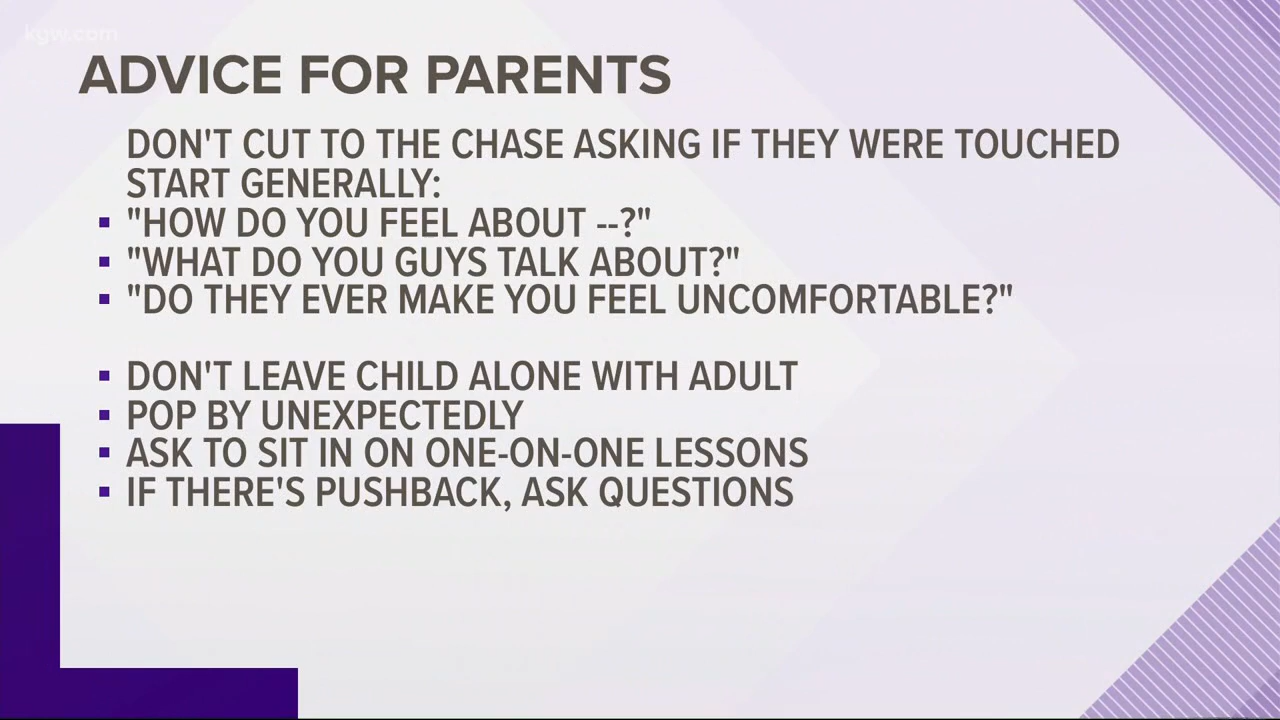 kgw.com
ADVICE FOR PARENTS
DON'T CUT TO THE CHASE ASKING IF THEY WERE TOUCHED
START GENERALLY:
▪ "HOW DO YOU FEEL ABOUT --?"
▪ "WHAT DO YOU GUYS TALK ABOUT?"
▪ "DO THEY EVER MAKE YOU FEEL UNCOMFORTABLE?"
▪ DON'T LEAVE CHILD ALONE WITH ADULT
▪ POP BY UNEXPECTEDLY
▪ ASK TO SIT IN ON ONE-ON-ONE LESSONS
▪ IF THERE'S PUSHBACK, ASK QUESTIONS